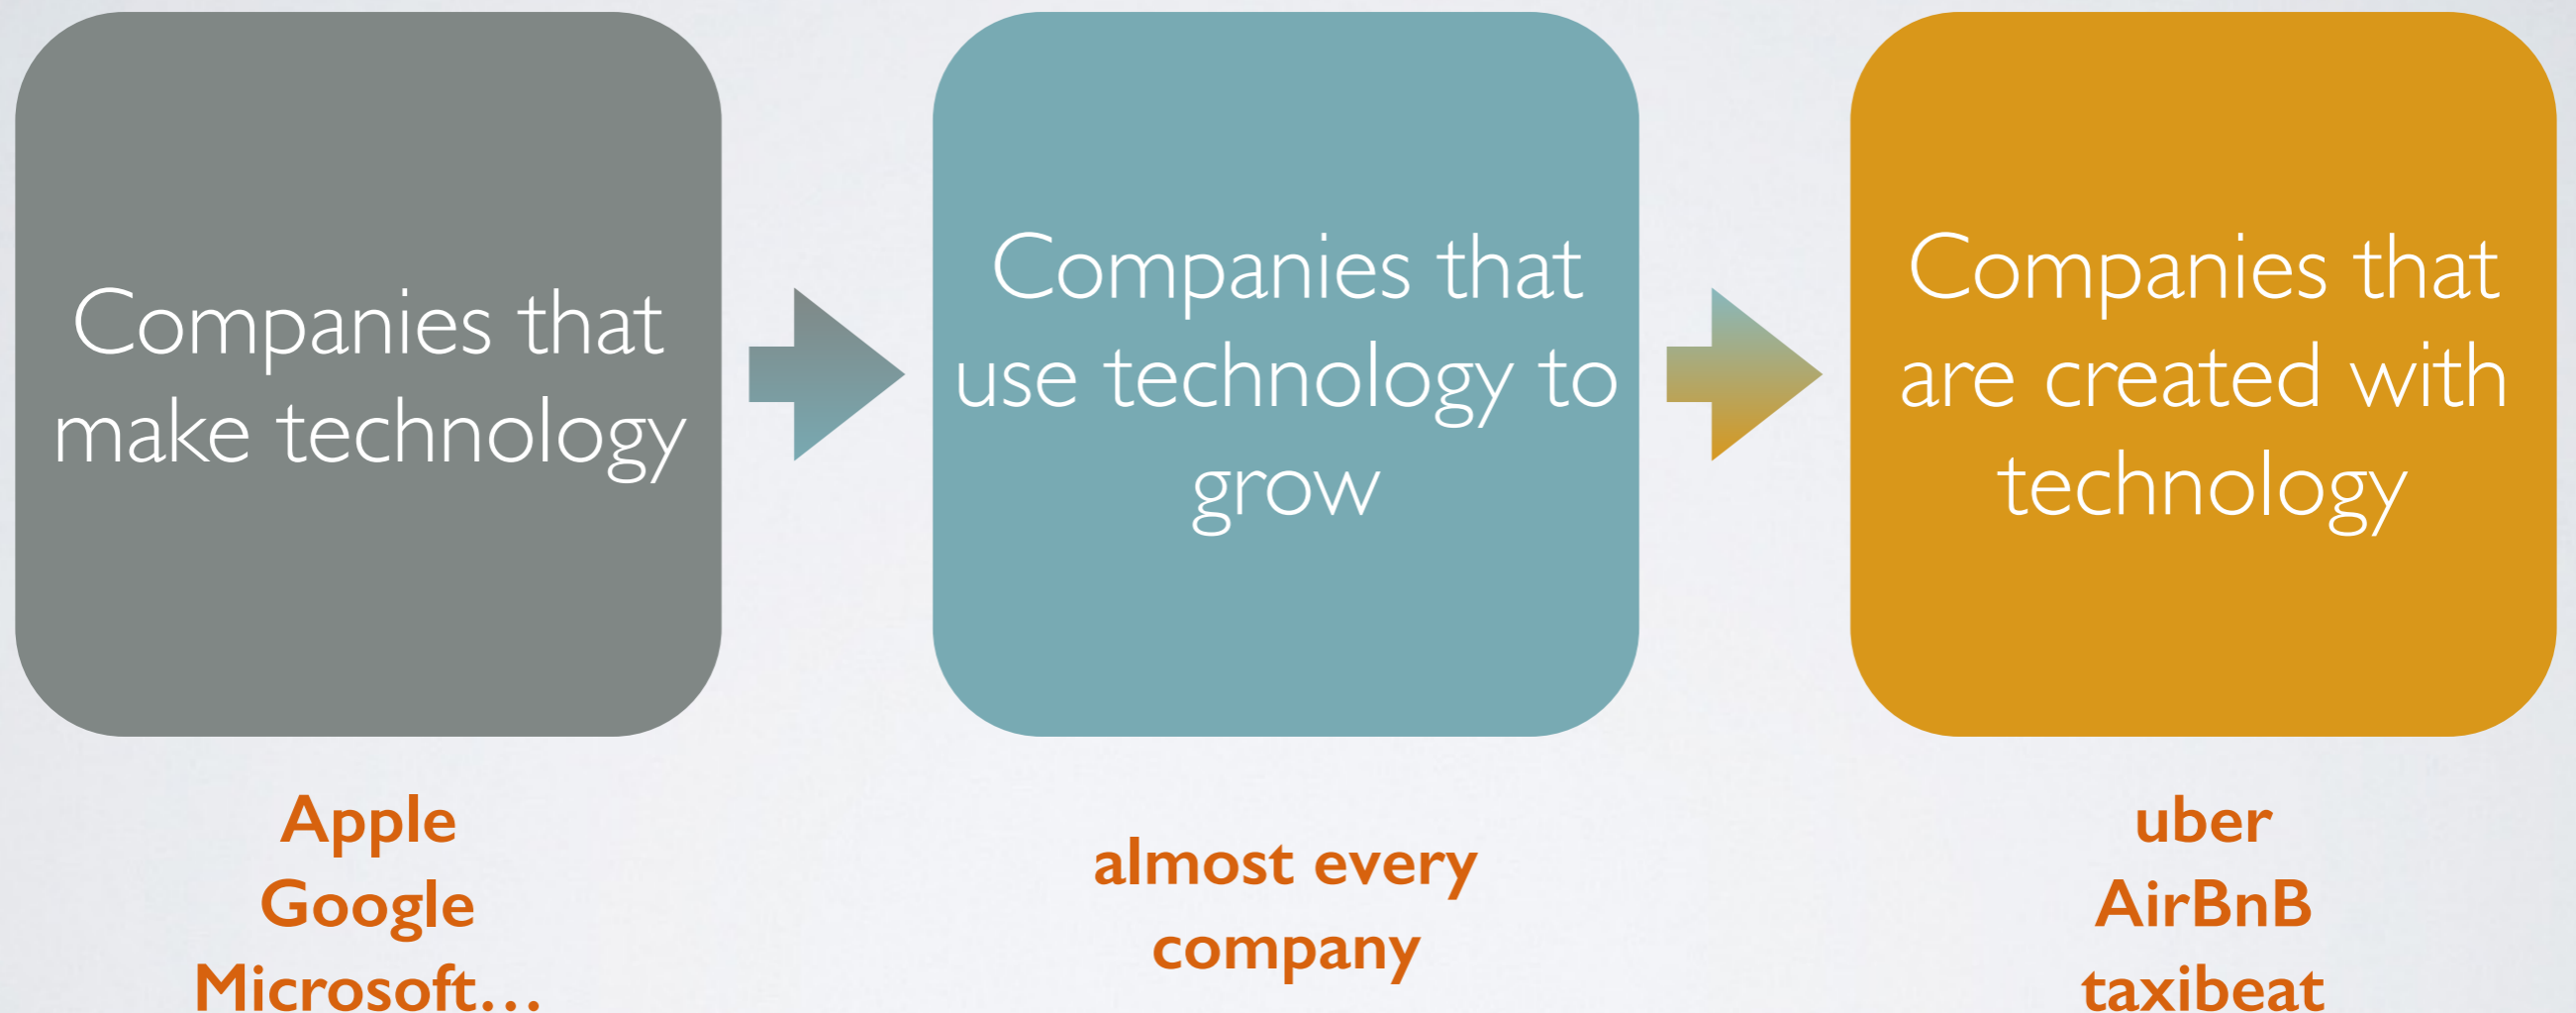 Companies that
make technology
Companies that
use technology to
grow
Companies that
are created with
technology
Apple
Google
Microsoft…
almost every
company
uber
AirBnB
taxibeat